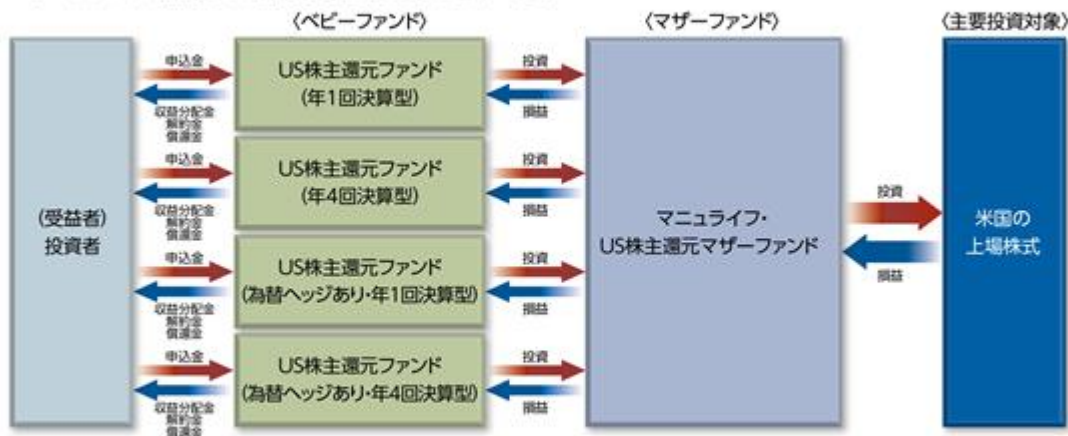 〈ベビーファンド〉
〈マザーファンド〉
〈主要投資対象〉
(受益者)
投資者
申込金
収益分配金
解約金
償還金
US株主還元ファンド
(年1回決算型)
投資
損益
申込金
収益分配金
解約金
償還金
US株主還元ファンド
(年4回決算型)
投資
損益
申込金
収益分配金
解約金
償還金
US株主還元ファンド
(為替ヘッジあり・年1回決算型)
投資
損益
申込金
収益分配金
解約金
償還金
US株主還元ファンド
(為替ヘッジあり・年4回決算型)
投資
損益
マニュライフ・
US株主還元マザーファンド
投資
損益
米国の
上場株式